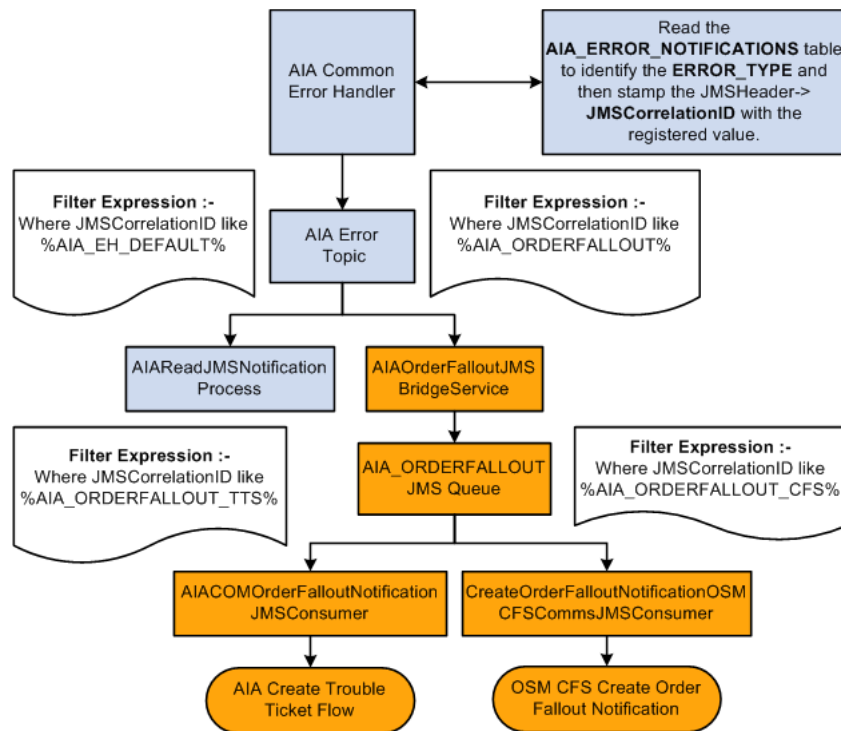 AIA Common
Error Handler
Read the
AIA_ERROR_NOTIFICATIONS table
to identify the ERROR_TYPE and
then stamp the JMSHeader->
JMSCorrelationID with the
registered value.
Filter Expression :-
Where JMSCorrelationID like
%AIA_EH_DEFAULT%
AIA Error
Topic
Filter Expression :-
Where JMSCorrelationID like
%AIA_ORDERFALLOUT%
AIAReadJMSNotification
Process
AIAOrderFalloutJMS
BridgeService
Filter Expression :-
Where JMSCorrelationID like
%AIA_ORDERFALLOUT_TTS%
AIA_ORDERFALLOUT
JMS Queue
Filter Expression :-
Where JMSCorrelationID like
%AIA_ORDERFALLOUT_CFS%
AIACOMOrderFalloutNotification
JMSConsumer
CreateOrderFalloutNotificationOSM
CFSCommsJMSConsumer
AIA Create Trouble
Ticket Flow
OSM CFS Create Order
Fallout Notification